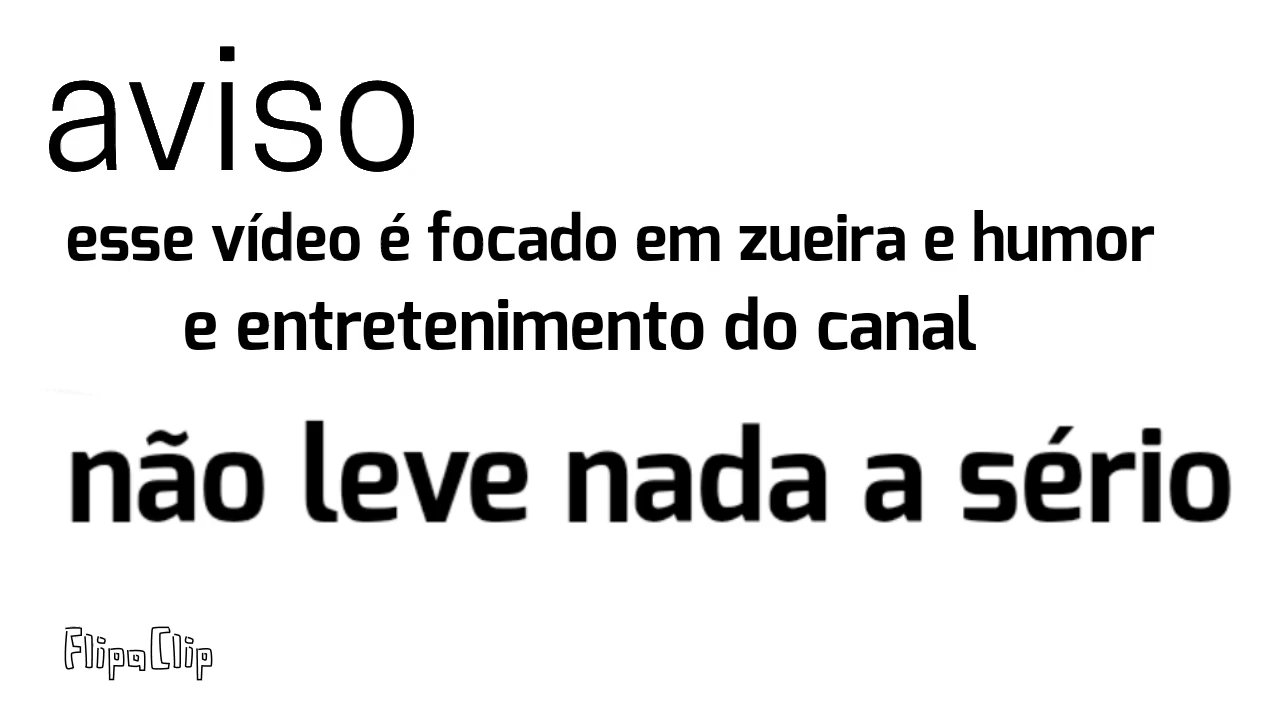 aviso
esse vídeo é focado em zueira e humor
e entretenimento do canal
não leve nada a sério
FlipaClip